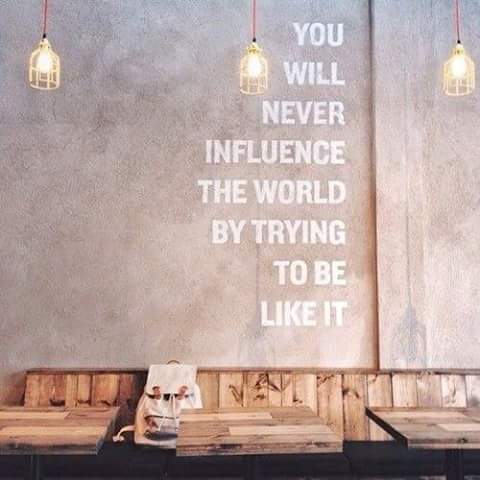 YOU
WILL
NEVER
INFLUENCE
THE WORLD
BY TRYING
TO BE
LIKE IT